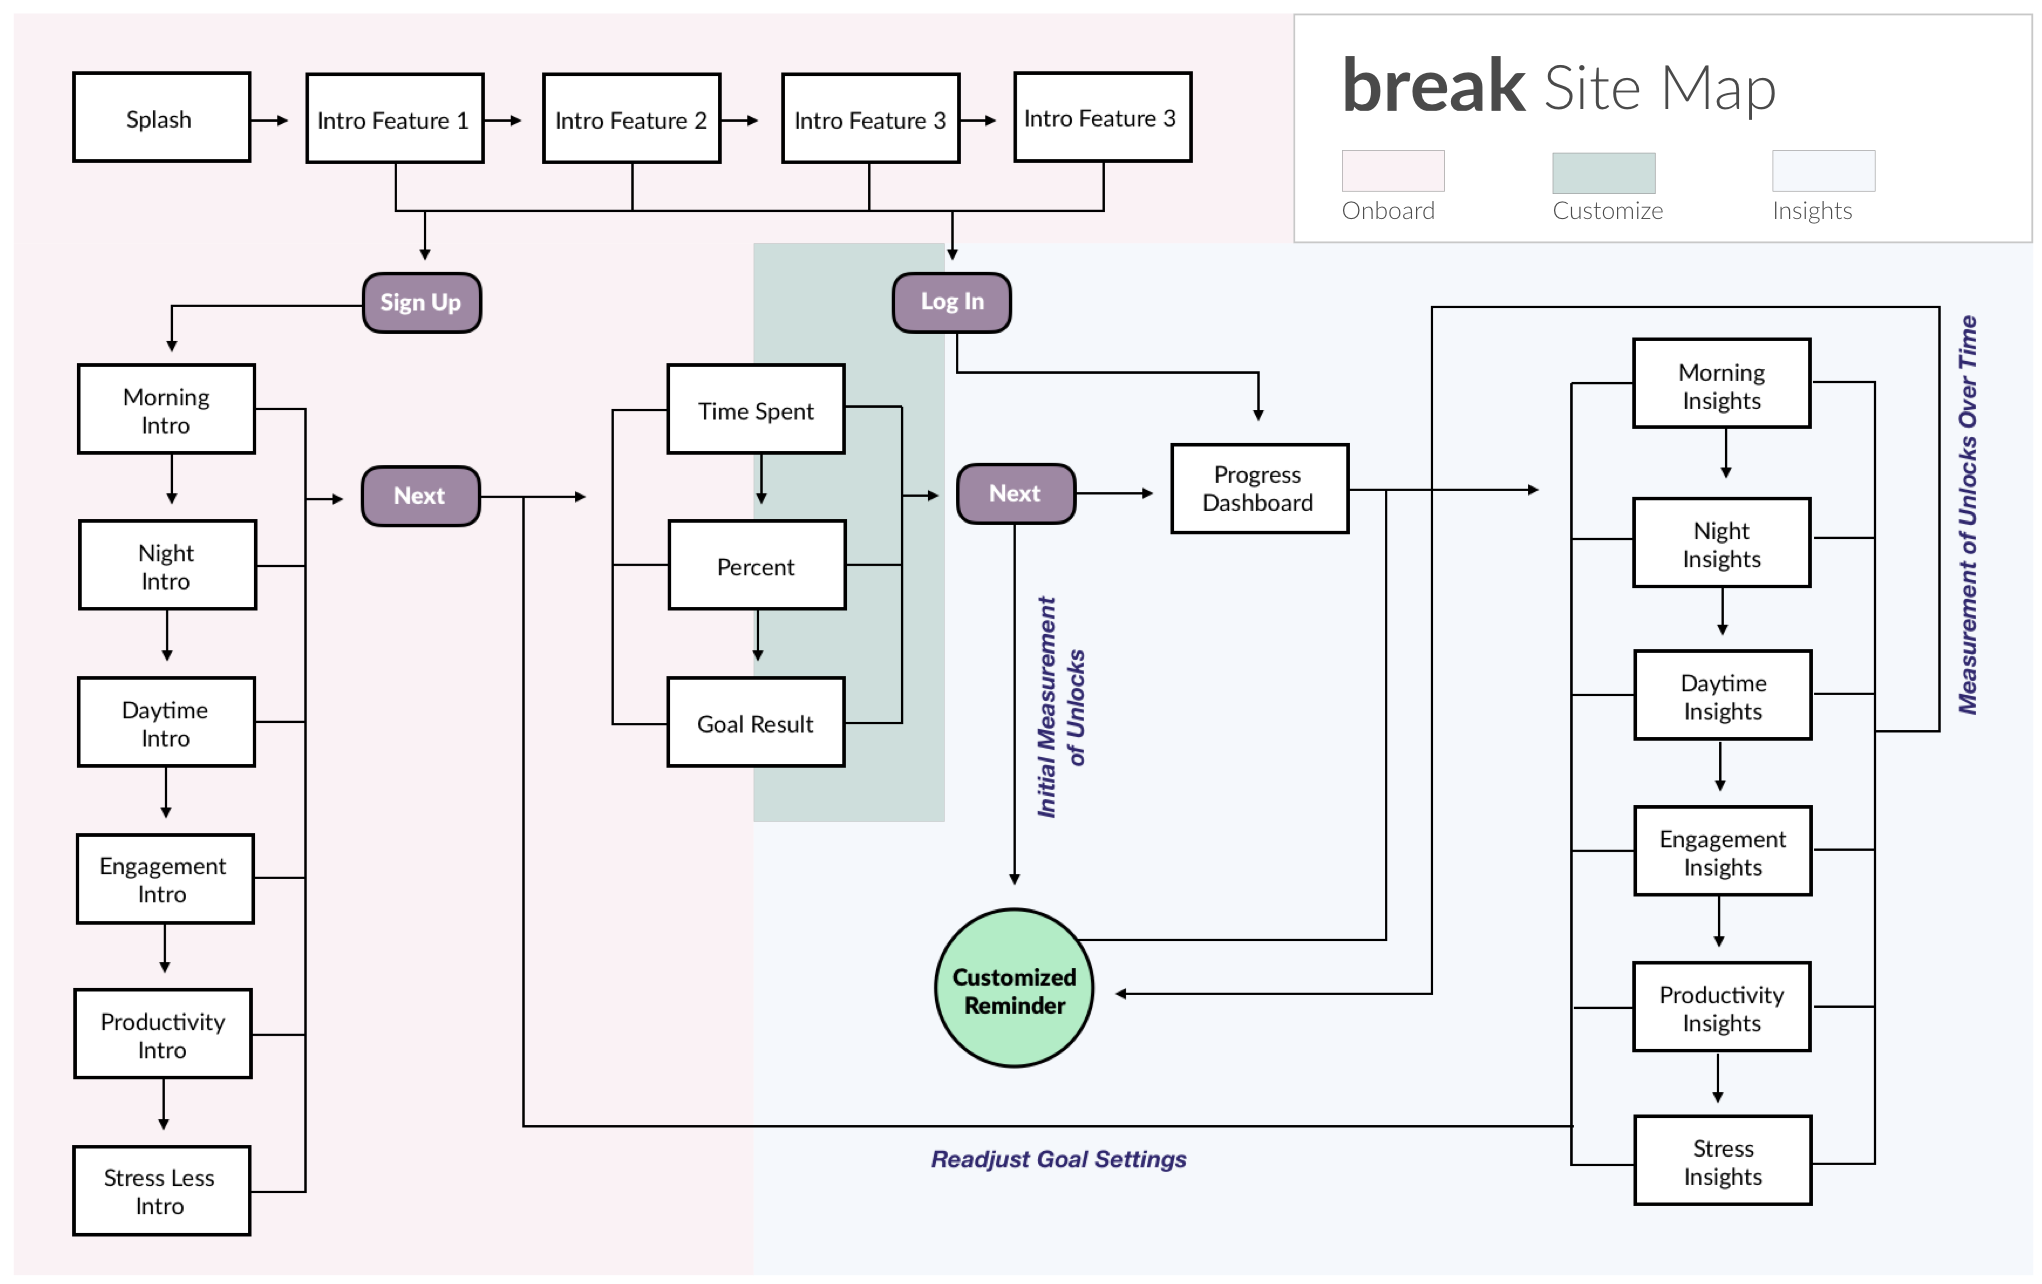 break Site Map
Onboard
Customize
Insights
Splash
Intro Feature 1
Intro Feature 2
Intro Feature 3
Intro Feature 3
Sign Up
Log In
Morning
Intro
Night
Intro
Daytime
Intro
Engagement
Intro
Productivity
Intro
Stress Less
Intro
Next
Time Spent
Percent
Goal Result
Next
Initial Measurement
of Unlocks
Progress
Dashboard
Customized
Reminder
Readjust Goal Settings
Morning
Insights
Night
Insights
Daytime
Insights
Engagement
Insights
Productivity
Insights
Stress
Insights
Measurement of Unlocks Over Time